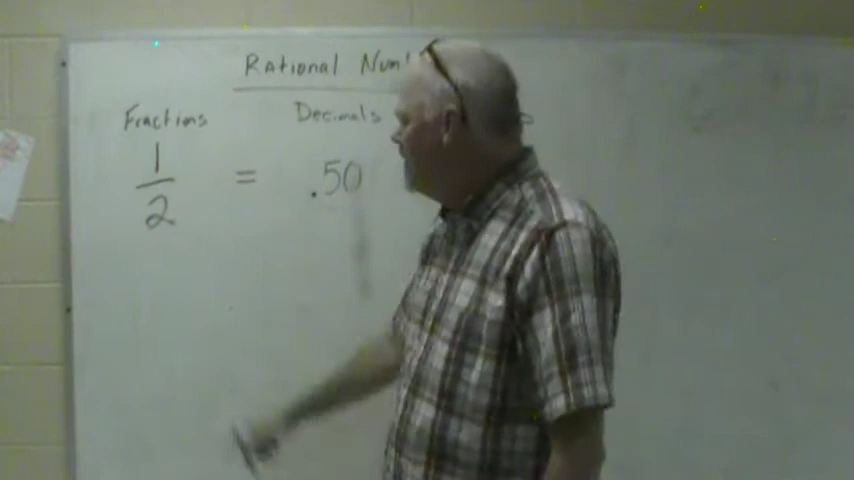 Rational Num
Fractions Decimals
1
2
= .50